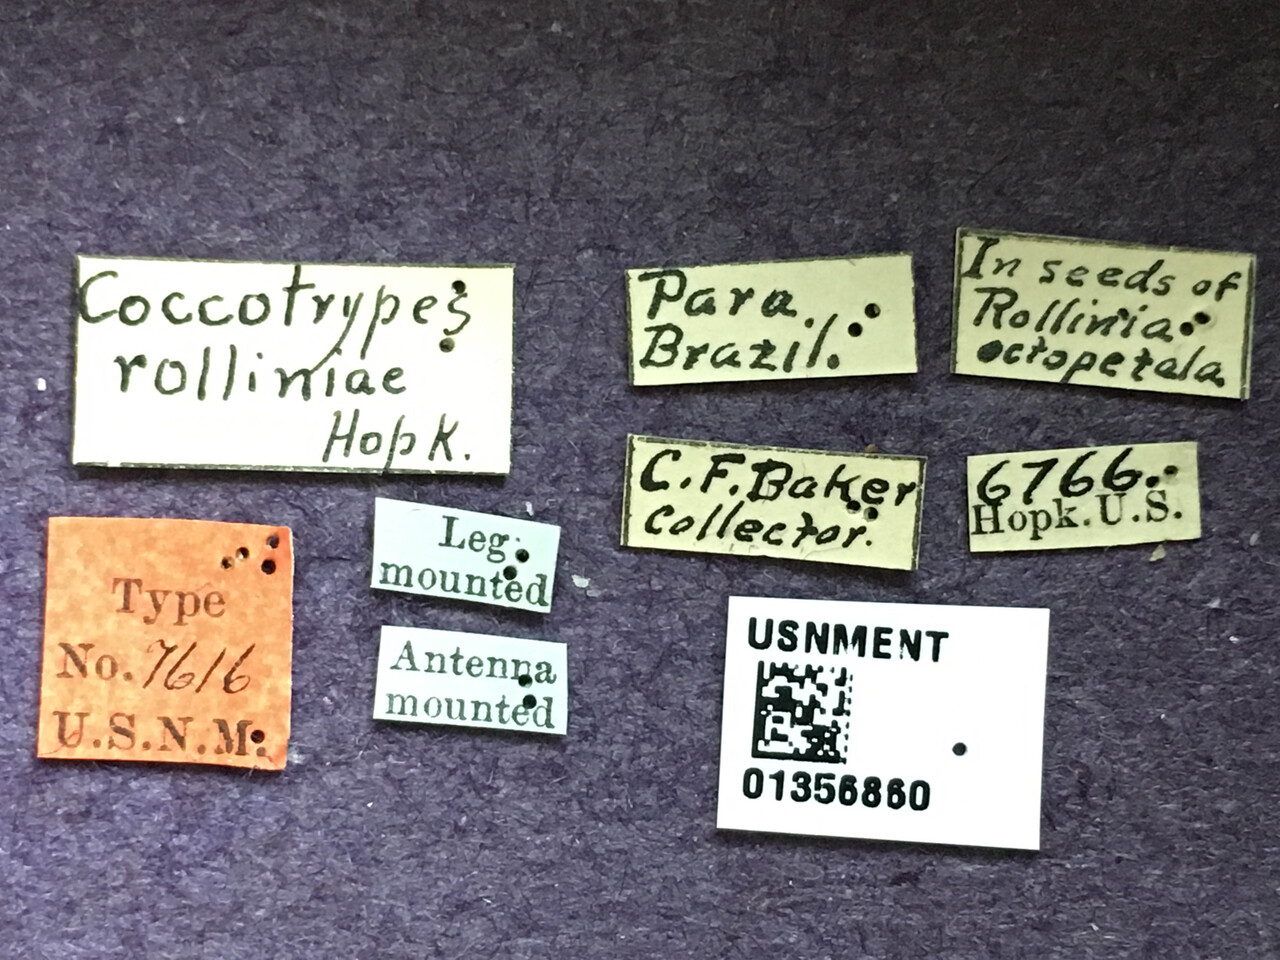 Coccotrypes
rolliniae
Hopk.
Para
Brazil.
In seeds of
Rollinia
octopetala
C.F.Baker
Collector.
6766.
Hopk.U.S.
Type
No.7616
U.S.N.M.
Leg
mounted
Antenna
mounted
USNMENT
01356860